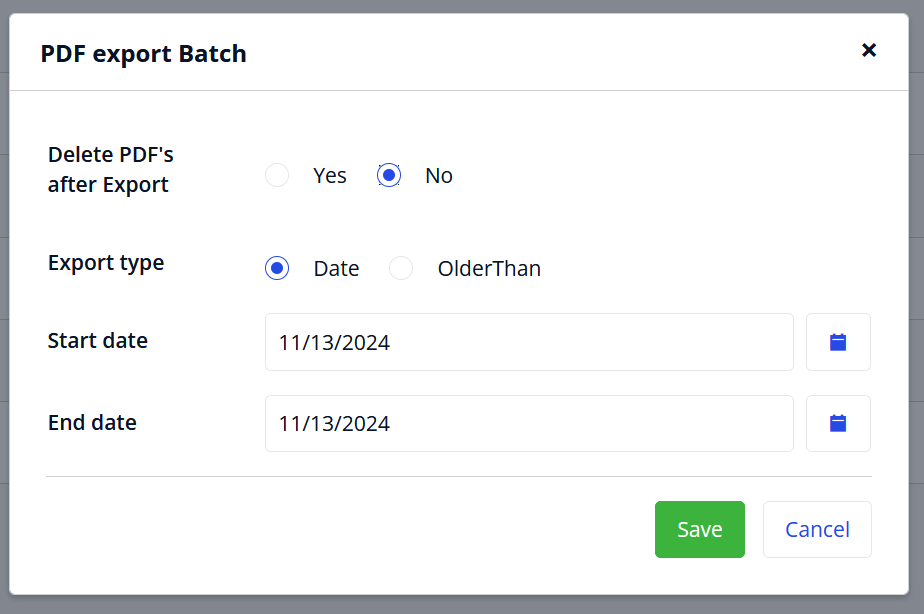 PDF export Batch
Delete PDF's
after Export
Yes No
Export type
Date OlderThan
Start date
11/13/2024
End date
11/13/2024
Save Cancel